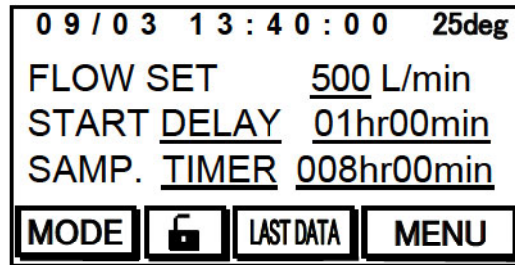 09/03 13:40:00 25deg
FLOW SET 500 L/min
START DELAY 01hr00min
SAMP. TIMER 008hr00min
MODE LAST DATA MENU